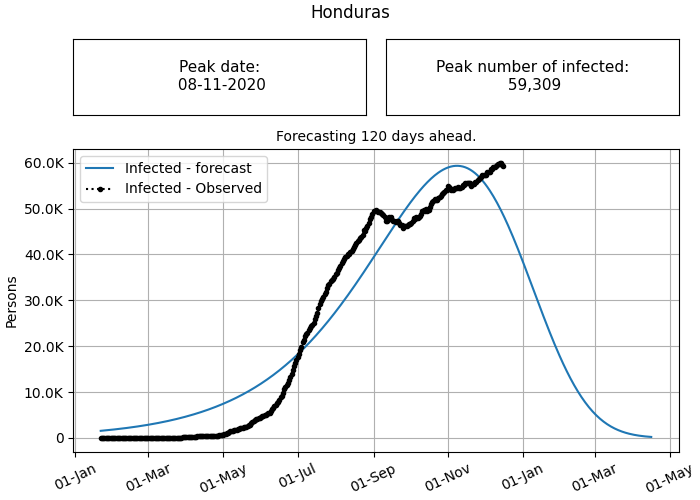 Honduras
Peak date:
08-11-2020
Peak number of infected:
59,309
Forecasting 120 days ahead.
Infected - forecast
Infected - Observed
Persons
60.0K
50.0K
40.0K
30.0K
20.0K
10.0K
0
01-Jan
01-Mar
01-May
01-Jul
01-Sep
01-Nov
01-Jan
01-Mar
01-May